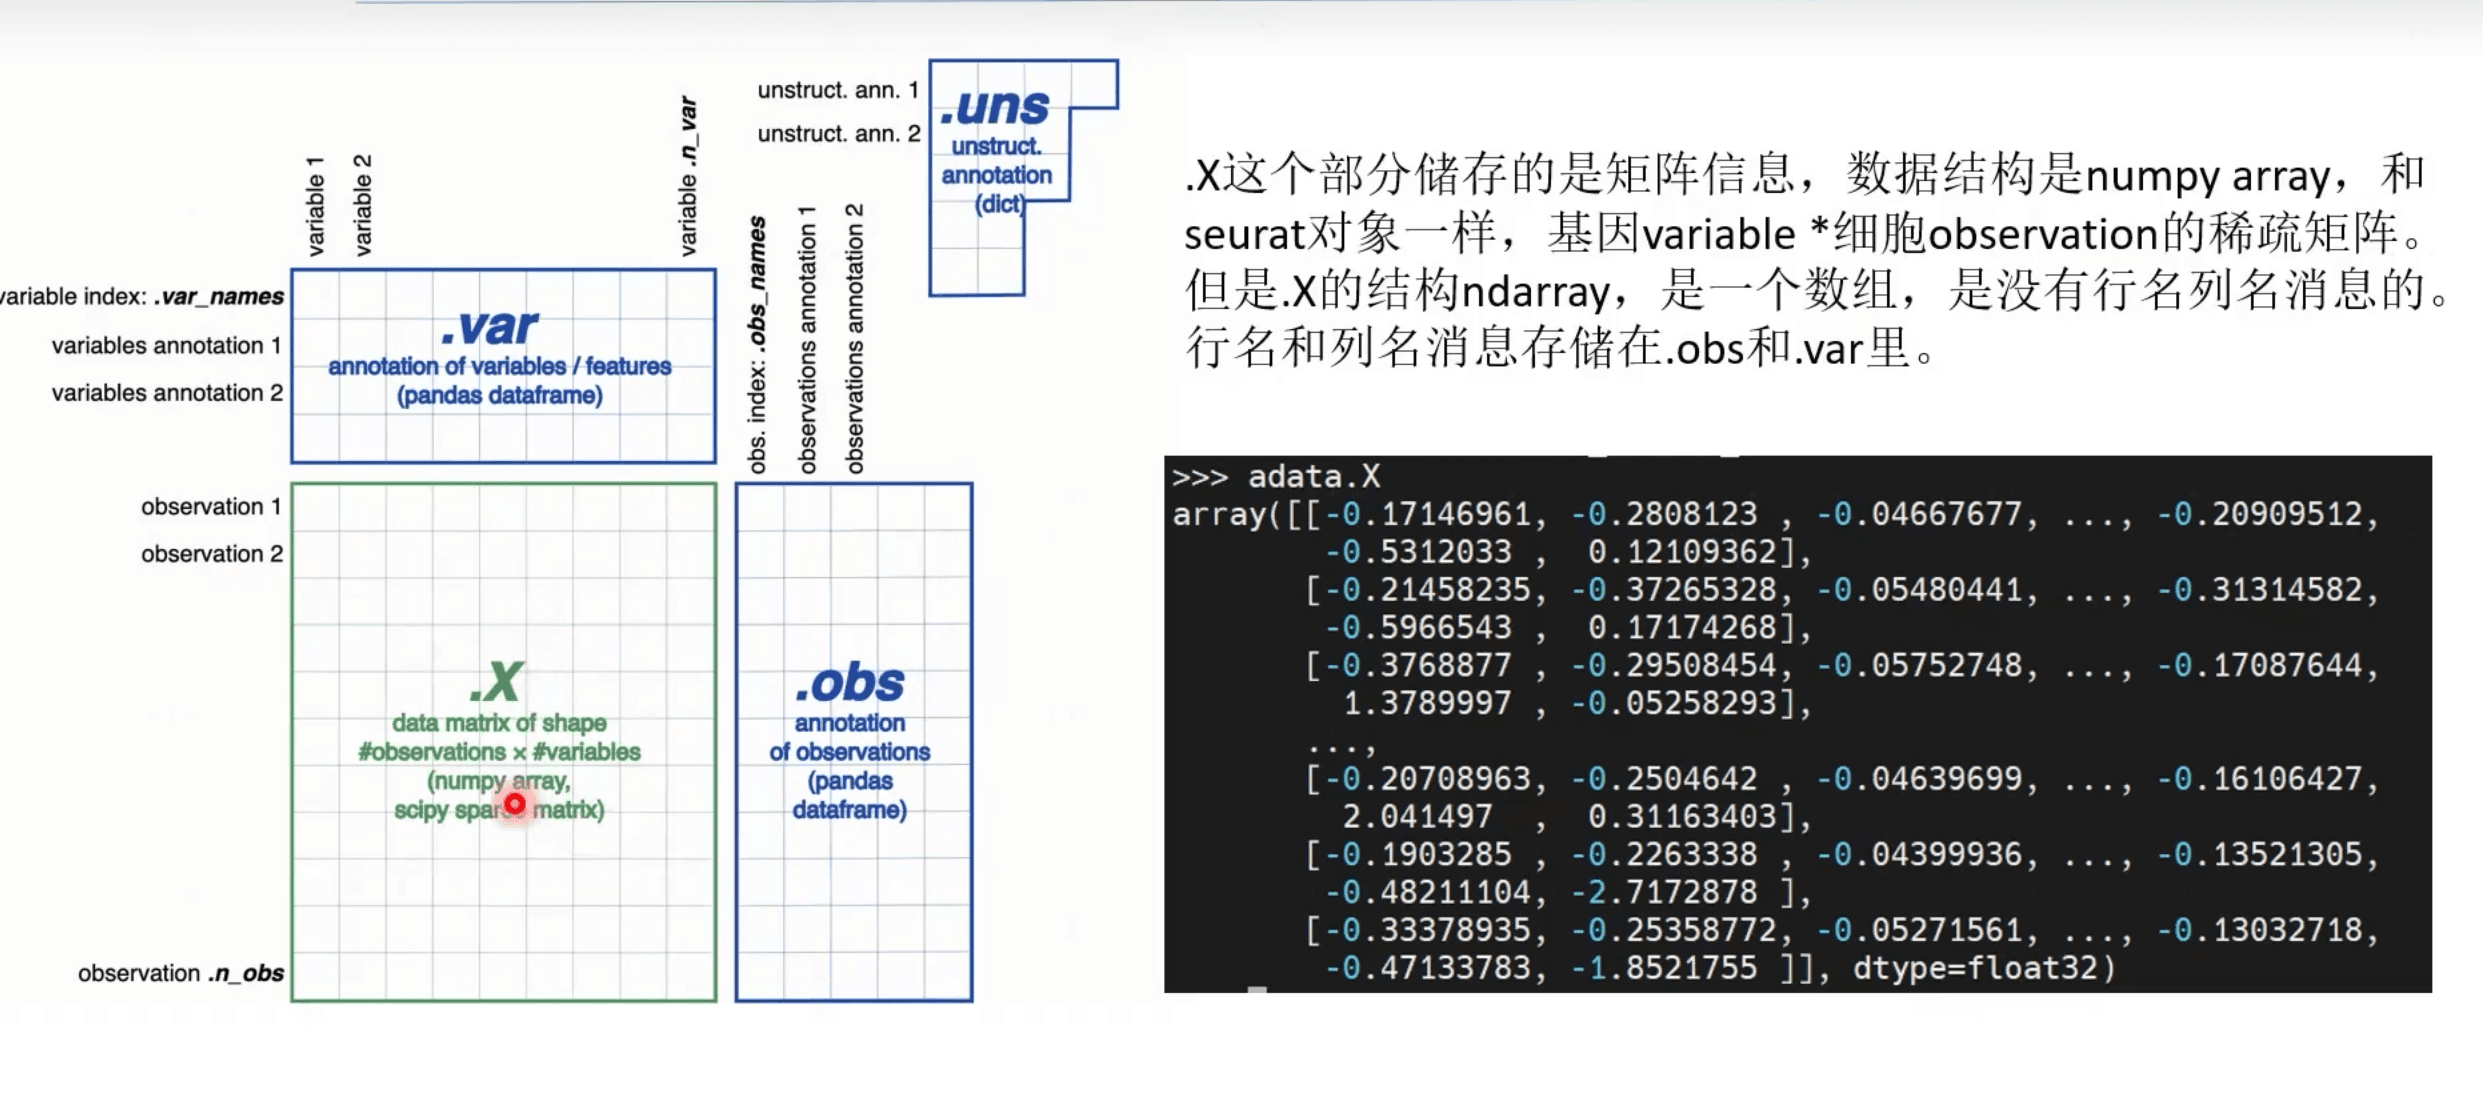 unstruct. ann. 1
unstruct. ann. 2
.uns
unstruct.
annotation
(dict)
variable 1
variable 2
variable .n_var
variable index: .var_names
variables annotation 1
variables annotation 2
.var
annotation of variables / features
(pandas dataframe)
obs. index: .obs_names
observations annotation 1
observations annotation 2
observation 1
observation 2
observation .n_obs
.X
data matrix of shape
#observations × #variables
(numpy array,
scipy sparse matrix)
.obs
annotation
of observations
(pandas
dataframe)
.X这个部分储存的是矩阵信息，数据结构是numpy array，和
seurat对象一样，基因variable *细胞observation的稀疏矩阵。
但是.X的结构ndarray，是一个数组，是没有行名列名消息的。
行名和列名消息存储在.obs和.var里。
>>> adata.X
array([[-0.17146961, -0.2808123 , -0.04667677, ..., -0.20909512,
-0.5312033 , 0.12109362],
[-0.21458235, -0.37265328, -0.05480441, ..., -0.31314582,
-0.5966543 , 0.17174268],
[-0.3768877 , -0.29508454, -0.05752748, ..., -0.17087644,
1.3789997 , -0.05258293],
...,
[-0.20708963, -0.2504642 , -0.04639699, ..., -0.16106427,
2.041497 , 0.31163403],
[-0.1903285 , -0.2263338 , -0.04399936, ..., -0.13521305,
-0.48211104, -2.7172878 ],
[-0.33378935, -0.25358772, -0.05271561, ..., -0.13032718,
-0.47133783, -1.8521755 ]], dtype=float32)